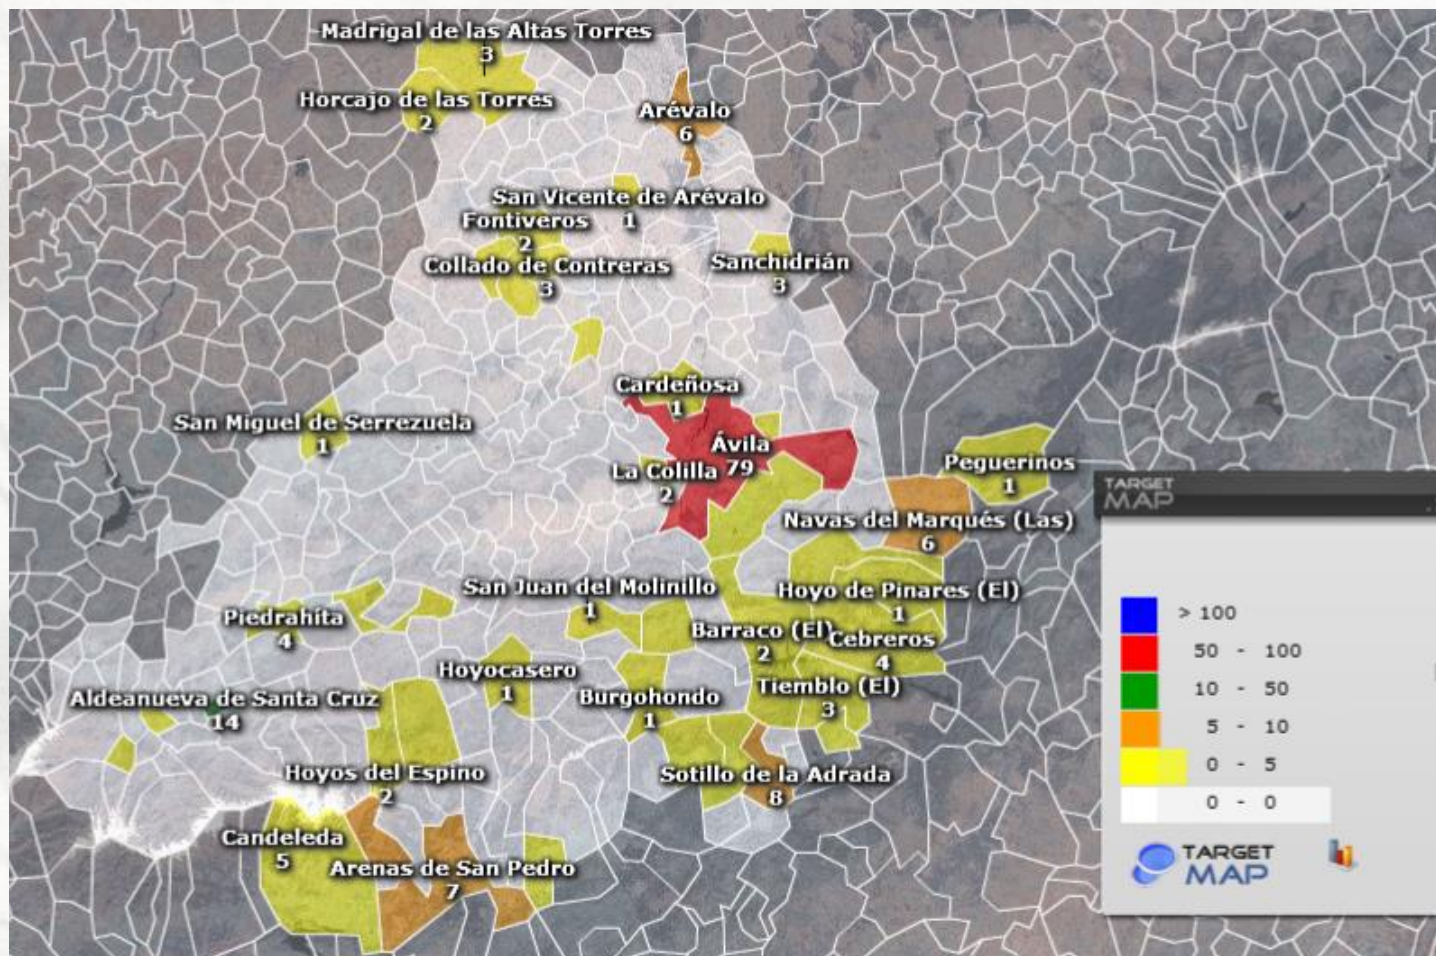 Madrigal de las Altas Torres
3
Horcajo de las Torres
2
Arévalo
6
San Vicente de Arévalo
1
Fontiveros
2
Collado de Contreras
3
Sanchidrián
3
Cardeñosa
1
San Miguel de Serrezuela
1
Ávila
79
La Colilla
2
Peguerinos
1
Navas del Marqués (Las)
6
San Juan del Molinillo
1
Hoyo de Pinares (El)
1
Piedrahíta
4
Barraco (El)
2
Cebreros
4
Hoyocasero
1
Tiemblo (El)
3
Aldeanueva de Santa Cruz
14
Burgohondo
1
Hoyos del Espino
2
Sotillo de la Adrada
8
Candeleda
5
Arenas de San Pedro
7
TARGET
MAP
> 100
50 - 100
10 - 50
5 - 10
0 - 5
0 - 0
TARGET
MAP